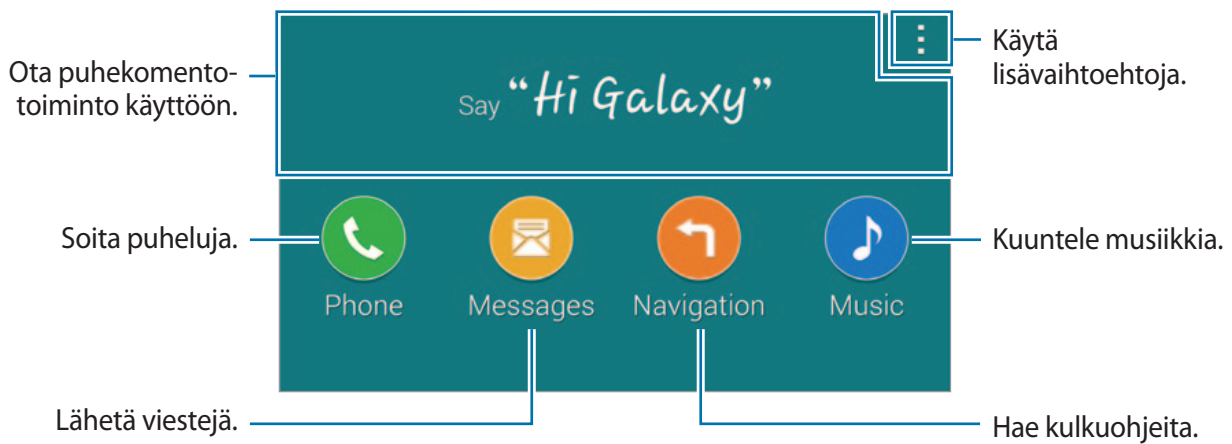 Ota puhekomento-
toiminto käyttöön.
Käytä
lisävaihtoehtoja.
Say “Hi Galaxy”
Soita puheluja.
Kuuntele musiikkia.
Phone
Messages
Navigation
Music
Lähetä viestejä.
Hae kulkuohjeita.